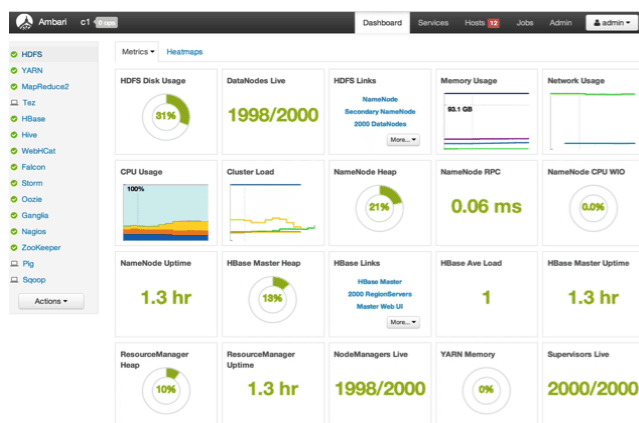 Ambari c1 0 ops Dashboard Services Hosts 12 Jobs Admin admin
HDFS
YARN
MapReduce2
Tez
HBase
Hive
WebHCat
Falcon
Storm
Oozie
Ganglia
Nagios
ZooKeeper
Pig
Sqoop
Actions
Metrics Heatmaps
HDFS Disk Usage
31%
DataNodes Live
1998/2000
HDFS Links
NameNode
Secondary NameNode
2000 DataNodes
More...
Memory Usage
93.1 GB
Network Usage
CPU Usage
100%
Cluster Load
NameNode Heap
21%
NameNode RPC
0.06 ms
NameNode CPU WIO
0.0%
NameNode Uptime
1.3 hr
HBase Master Heap
13%
HBase Links
HBase Master
2000 RegionServers
Master Web UI
More...
HBase Ave Load
1
HBase Master Uptime
1.3 hr
ResourceManager
Heap
10%
ResourceManager
Uptime
1.3 hr
NodeManagers Live
1998/2000
YARN Memory
0%
Supervisors Live
2000/2000